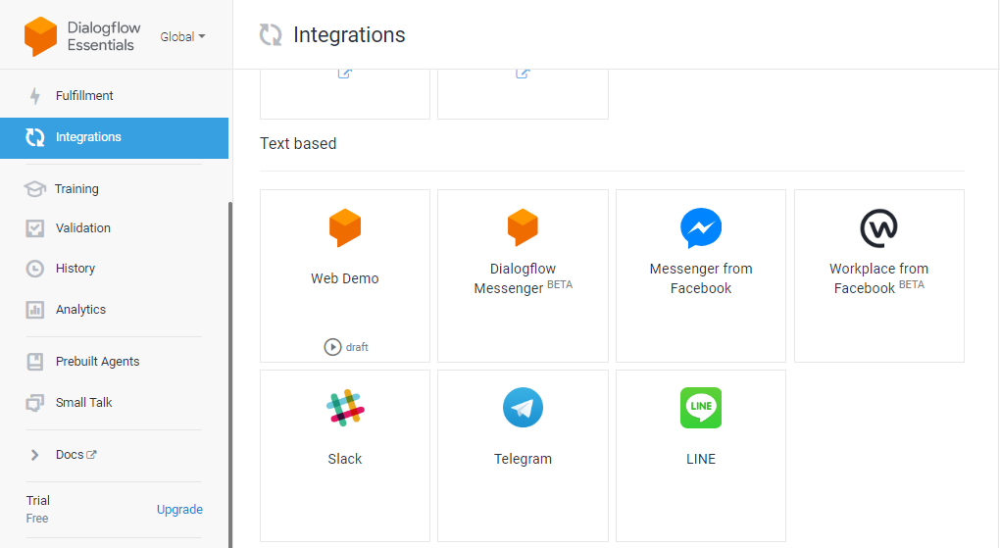 Dialogflow
Essentials
Global
Integrations
Fulfillment
Integrations
Training
Validation
History
Analytics
Prebuilt Agents
Small Talk
Docs
Trial
Free
Upgrade
Text based
Web Demo
draft
Dialogflow
Messenger BETA
Messenger from
Facebook
Workplace from
Facebook BETA
Slack
Telegram
LINE
LINE